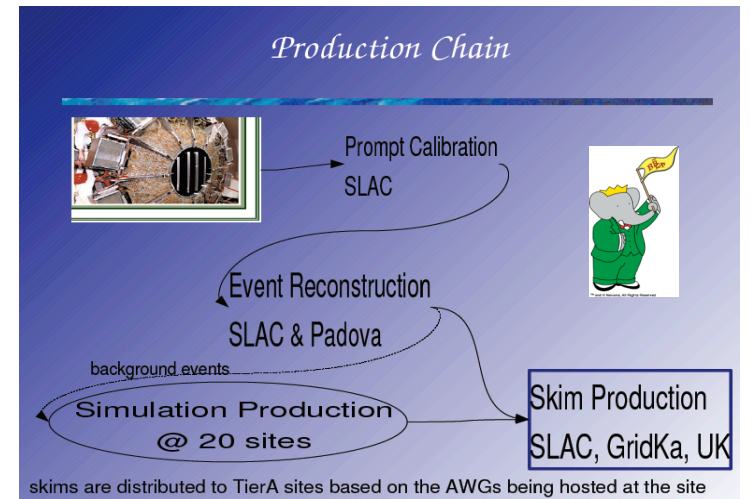 Production Chain
Prompt Calibration
SLAC
Event Reconstruction
SLAC & Padova
background events
Simulation Production
@ 20 sites
Skim Production
SLAC, GridKa, UK
skims are distributed to TierA sites based on the AWGs being hosted at the site